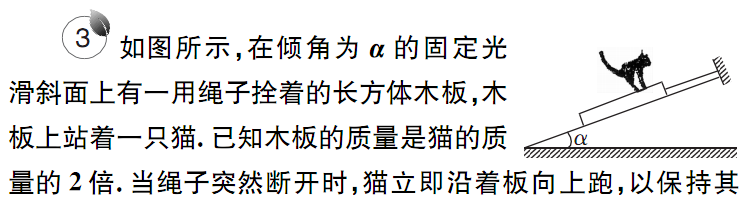 3 如图所示,在倾角为 α 的固定光
滑斜面上有一用绳子拴着的长方体木板,木
板上站着一只猫. 已知木板的质量是猫的质
量的 2 倍. 当绳子突然断开时,猫立即沿着板向上跑,以保持其
α